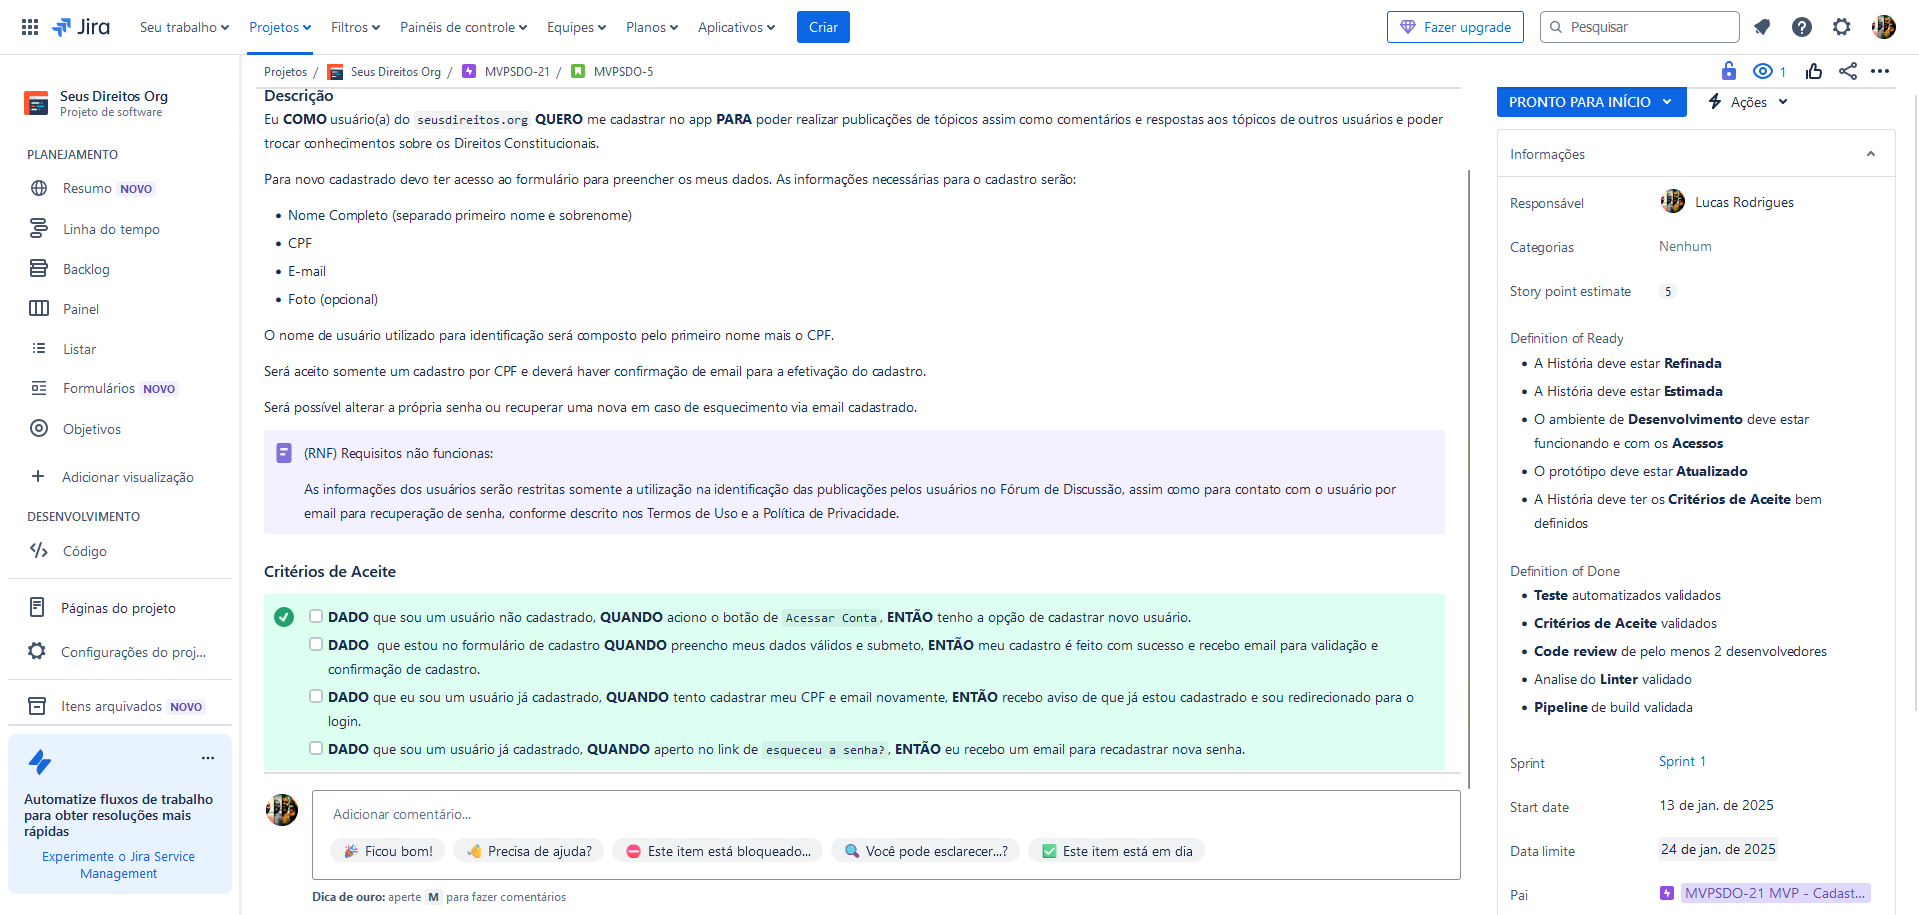 Jira
Seu trabalho
Projetos
Filtros
Painéis de controle
Equipes
Planos
Aplicativos
Criar
Fazer upgrade
Pesquisar
Seus Direitos Org
Projeto de software
PLANEJAMENTO
Resumo NOVO
Linha do tempo
Backlog
Painel
Listar
Formulários NOVO
Objetivos
Adicionar visualização
DESENVOLVIMENTO
Código
Páginas do projeto
Configurações do proj...
Itens arquivados NOVO
Automatize fluxos de trabalho
para obter resoluções mais
rápidas
Experimente o Jira Service
Management
Projetos / Seus Direitos Org / MVPSDO-21 / MVPSDO-5
1
Descrição
Eu COMO usuário(a) do seusdireitos.org QUERO me cadastrar no app PARA poder realizar publicações de tópicos assim como comentários e respostas aos tópicos de outros usuários e poder
trocar conhecimentos sobre os Direitos Constitucionais.
Para novo cadastrado devo ter acesso ao formulário para preencher os meus dados. As informações necessárias para o cadastro serão:
• Nome Completo (separado primeiro nome e sobrenome)
• CPF
• E-mail
• Foto (opcional)
O nome de usuário utilizado para identificação será composto pelo primeiro nome mais o CPF.
Será aceito somente um cadastro por CPF e deverá haver confirmação de email para a efetivação do cadastro.
Será possível alterar a própria senha ou recuperar uma nova em caso de esquecimento via email cadastrado.
(RNF) Requisitos não funcionas:
As informações dos usuários serão restritas somente a utilização na identificação das publicações pelos usuários no Fórum de Discussão, assim como para contato com o usuário por
email para recuperação de senha, conforme descrito nos Termos de Uso e a Política de Privacidade.
Critérios de Aceite
DADO que sou um usuário não cadastrado, QUANDO aciono o botão de Acessar Conta, ENTÃO tenho a opção de cadastrar novo usuário.
DADO que estou no formulário de cadastro QUANDO preencho meus dados válidos e submeto, ENTÃO meu cadastro é feito com sucesso e recebo email para validação e
confirmação de cadastro.
DADO que eu sou um usuário já cadastrado, QUANDO tento cadastrar meu CPF e email novamente, ENTÃO recebo aviso de que já estou cadastrado e sou redirecionado para o
login.
DADO que sou um usuário já cadastrado, QUANDO aperto no link de esqueceu a senha?, ENTÃO eu recebo um email para recadastrar nova senha.
Adicionar comentário...
Ficou bom!
Precisa de ajuda?
Este item está bloqueado...
Você pode esclarecer...?
Este item está em dia
Dica de ouro: aperte M para fazer comentários
PRONTO PARA INÍCIO
Ações
Informações
Responsável
Lucas Rodrigues
Categorias
Nenhum
Story point estimate
5
Definition of Ready
• A História deve estar Refinada
• A História deve estar Estimada
• O ambiente de Desenvolvimento deve estar
funcionando e com os Acessos
• O protótipo deve estar Atualizado
• A História deve ter os Critérios de Aceite bem
definidos
Definition of Done
• Teste automatizados validados
• Critérios de Aceite validados
• Code review de pelo menos 2 desenvolvedores
• Analise do Linter validado
• Pipeline de build validada
Sprint
Sprint 1
Start date
13 de jan. de 2025
Data limite
24 de jan. de 2025
Pai
MVPSDO-21 MVP - Cadast...